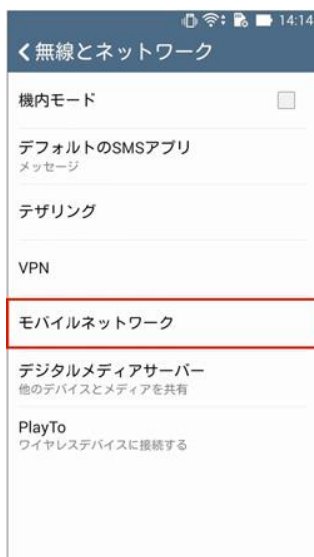 14:14
無線とネットワーク
機内モード
デフォルトのSMSアプリ
メッセージ
テザリング
VPN
モバイルネットワーク
デジタルメディアサーバー
他のデバイスとメディアを共有
PlayTo
ワイヤレスデバイスに接続する